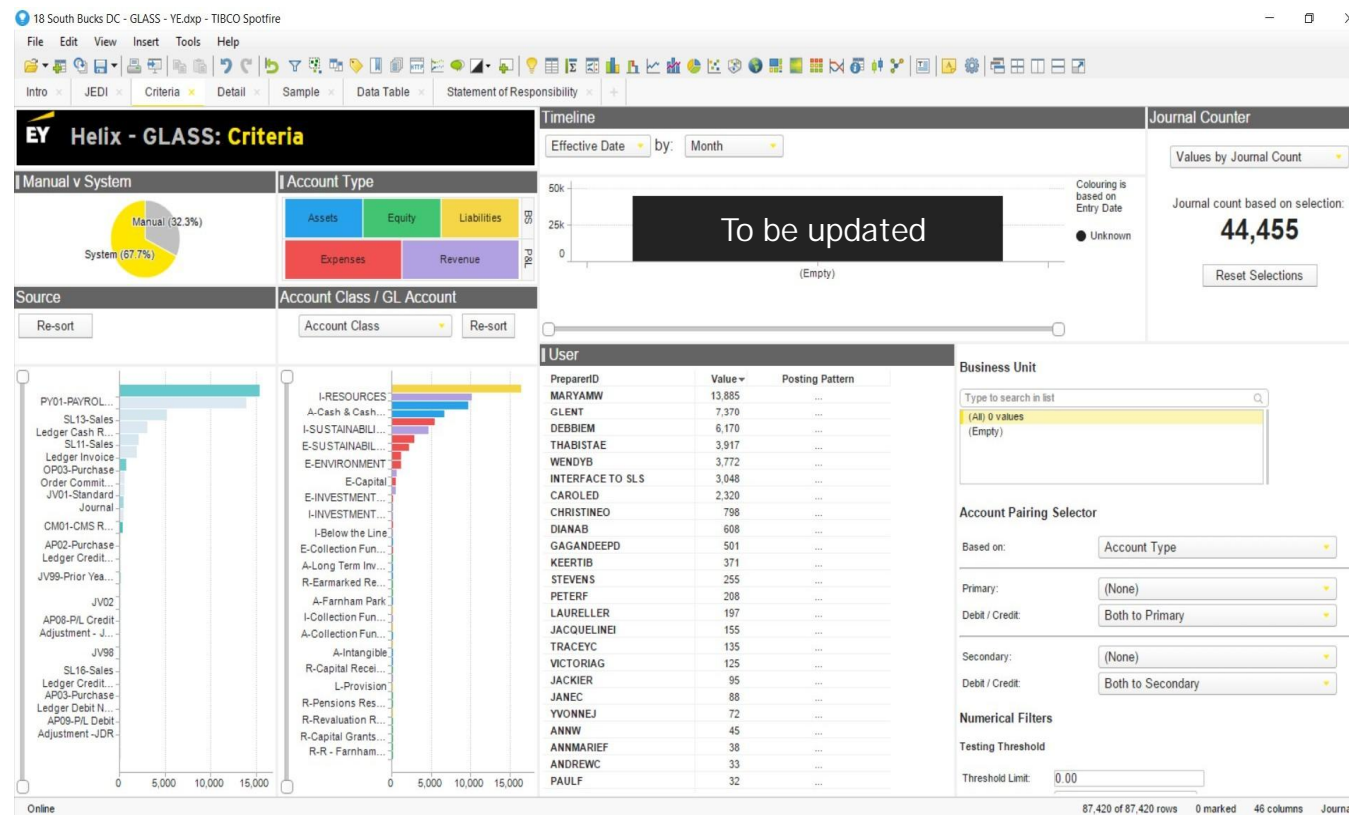 18 South Bucks DC - GLASS - YE.dxp - TIBCO Spotfire
File Edit View Insert Tools Help
Intro JEDI Criteria Detail Sample Data Table Statement of Responsibility
EY Helix - GLASS: Criteria
Manual v System
Manual (32.3%)
System (67.7%)
Account Type
Assets Equity Liabilities BS
Expenses Revenue P&L
Source
Re-sort
Account Class / GL Account
Account Class Re-sort
Timeline
Effective Date by: Month
50k
25k
0
To be updated
(Empty)
Colouring is
based on
Entry Date
Unknown
Journal Counter
Values by Journal Count
Journal count based on selection:
44,455
Reset Selections
PY01-PAYROL...
SL13-Sales
Ledger Cash R...
SL11-Sales
Ledger Invoice
OP03-Purchase
Order Commit...
JV01-Standard
Journal
CM01-CMS R...
AP02-Purchase
Ledger Credit...
JV99-Prior Yea...
JV02
AP08-P/L Credit
Adjustment - J...
JV98
SL16-Sales
Ledger Credit...
AP03-Purchase
Ledger Debit N...
AP09-P/L Debit
Adjustment -JDR
0 5,000 10,000 15,000
I-RESOURCES
A-Cash & Cash...
I-SUSTAINABILI...
E-SUSTAINABIL...
E-ENVIRONMENT
E-Capital
E-INVESTMENT...
I-INVESTMENT...
I-Below the Line
E-Collection Fun...
A-Long Term Inv...
R-Earmarked Re...
A-Farnham Park
I-Collection Fun...
A-Collection Fun...
A-Intangible
R-Capital Recei...
L-Provision
R-Pensions Res...
R-Revaluation R...
R-Capital Grants...
R-R - Farnham...
0 5,000 10,000 15,000
User
PreparerID Value Posting Pattern
MARYAMW 13,885 ...
GLENT 7,370 ...
DEBBIEM 6,170 ...
THABISTAE 3,917 ...
WENDYB 3,772 ...
INTERFACE TO SLS 3,048 ...
CAROLED 2,320 ...
CHRISTINEO 798 ...
DIANAB 608 ...
GAGANDEEPD 501 ...
KEERTIB 371 ...
STEVENS 255 ...
PETERF 208 ...
LAURELLER 197 ...
JACQUELINEI 155 ...
TRACEYC 135 ...
VICTORIAG 125 ...
JACKIER 95 ...
JANEC 88 ...
YVONNEJ 72 ...
ANNW 45 ...
ANNMARIEF 38 ...
ANDREWC 33 ...
PAULF 32 ...
Business Unit
Type to search in list
(All) 0 values
(Empty)
Account Pairing Selector
Based on: Account Type
Primary: (None)
Debit / Credit: Both to Primary
Secondary: (None)
Debit / Credit: Both to Secondary
Numerical Filters
Testing Threshold
Threshold Limit: 0.00
Online 87,420 of 87,420 rows 0 marked 46 columns Journa